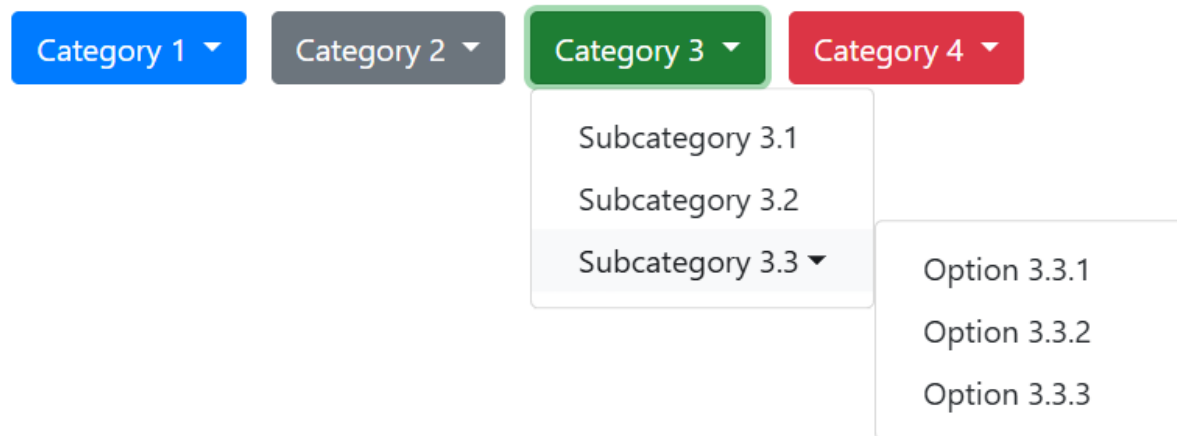 Category 1 Category 2 Category 3 Category 4
Subcategory 3.1
Subcategory 3.2
Subcategory 3.3
Option 3.3.1
Option 3.3.2
Option 3.3.3